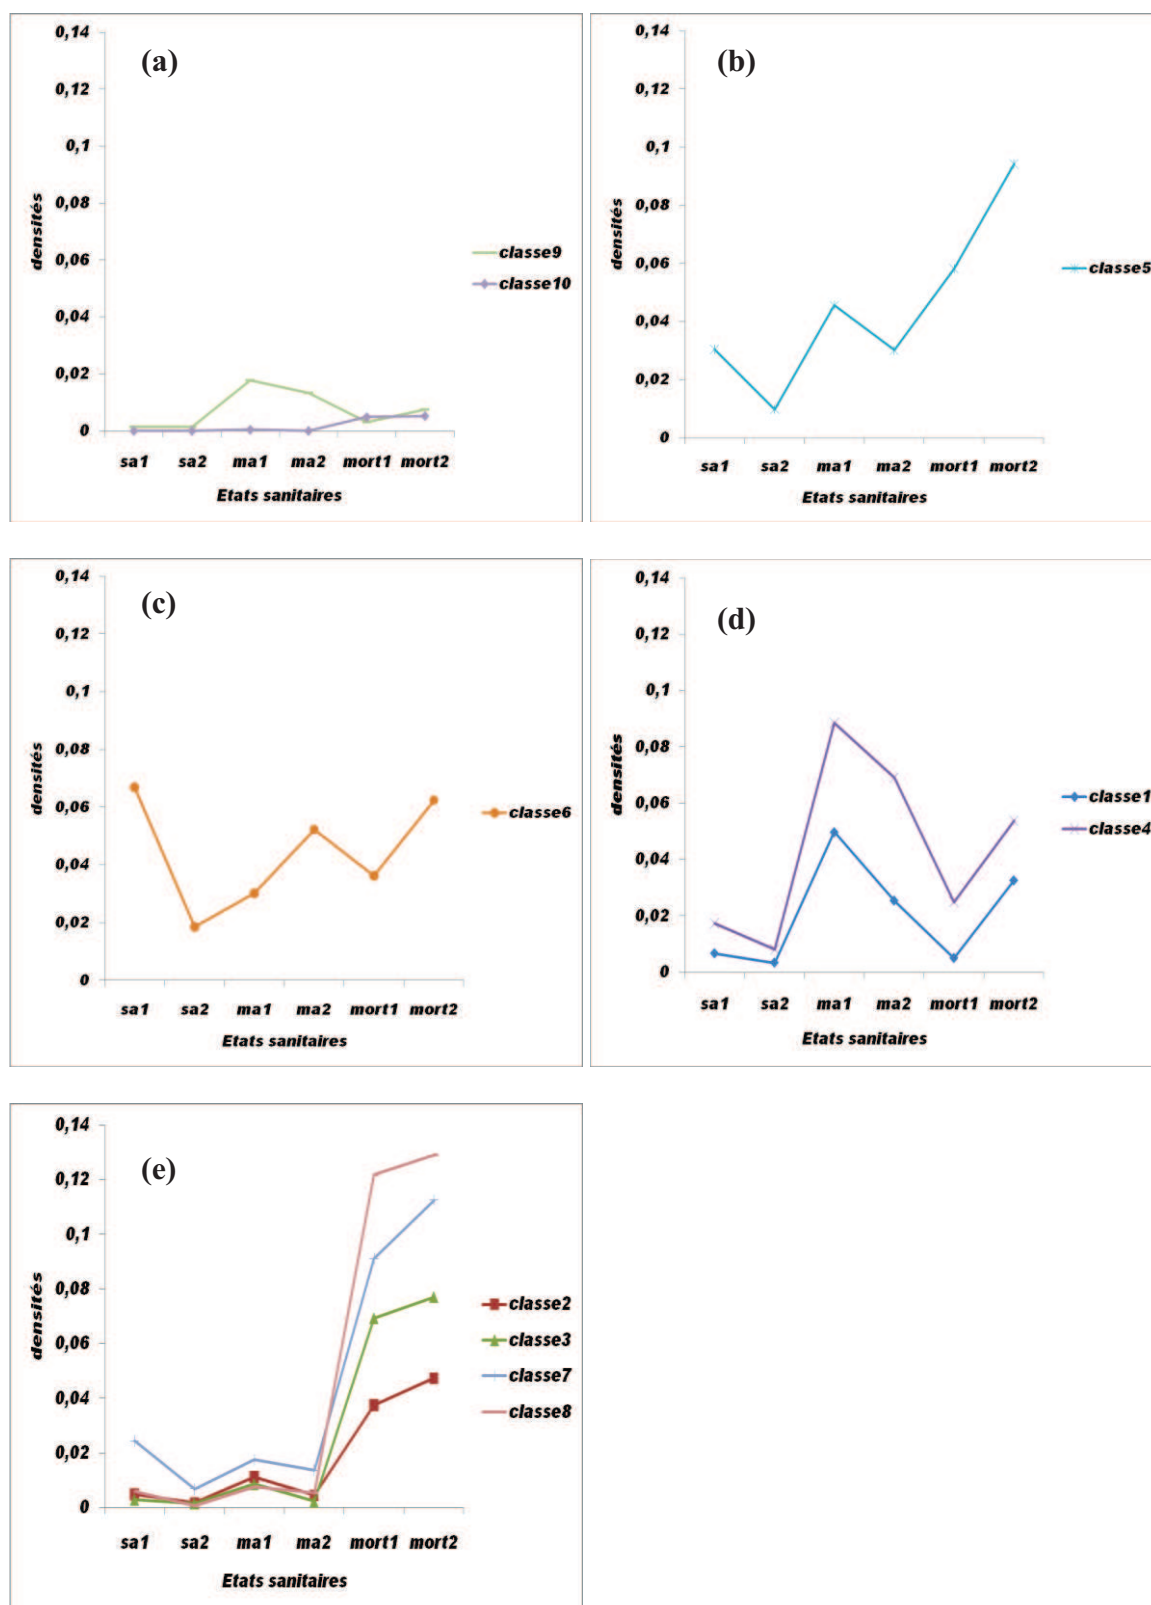 (a)
0,14
0,12
0,1
0,08
0,06
0,04
0,02
0
densités
sa1 sa2 ma1 ma2 mort1 mort2
Etats sanitaires
classe9
classe10
(b)
0,14
0,12
0,1
0,08
0,06
0,04
0,02
0
densités
sa1 sa2 ma1 ma2 mort1 mort2
Etats sanitaires
classe5
(c)
0,14
0,12
0,1
0,08
0,06
0,04
0,02
0
densités
sa1 sa2 ma1 ma2 mort1 mort2
Etats sanitaires
classe6
(d)
0,14
0,12
0,1
0,08
0,06
0,04
0,02
0
densités
sa1 sa2 ma1 ma2 mort1 mort2
Etats sanitaires
classe1
classe4
(e)
0,14
0,12
0,1
0,08
0,06
0,04
0,02
0
densités
sa1 sa2 ma1 ma2 mort1 mort2
Etats sanitaires
classe2
classe3
classe7
classe8